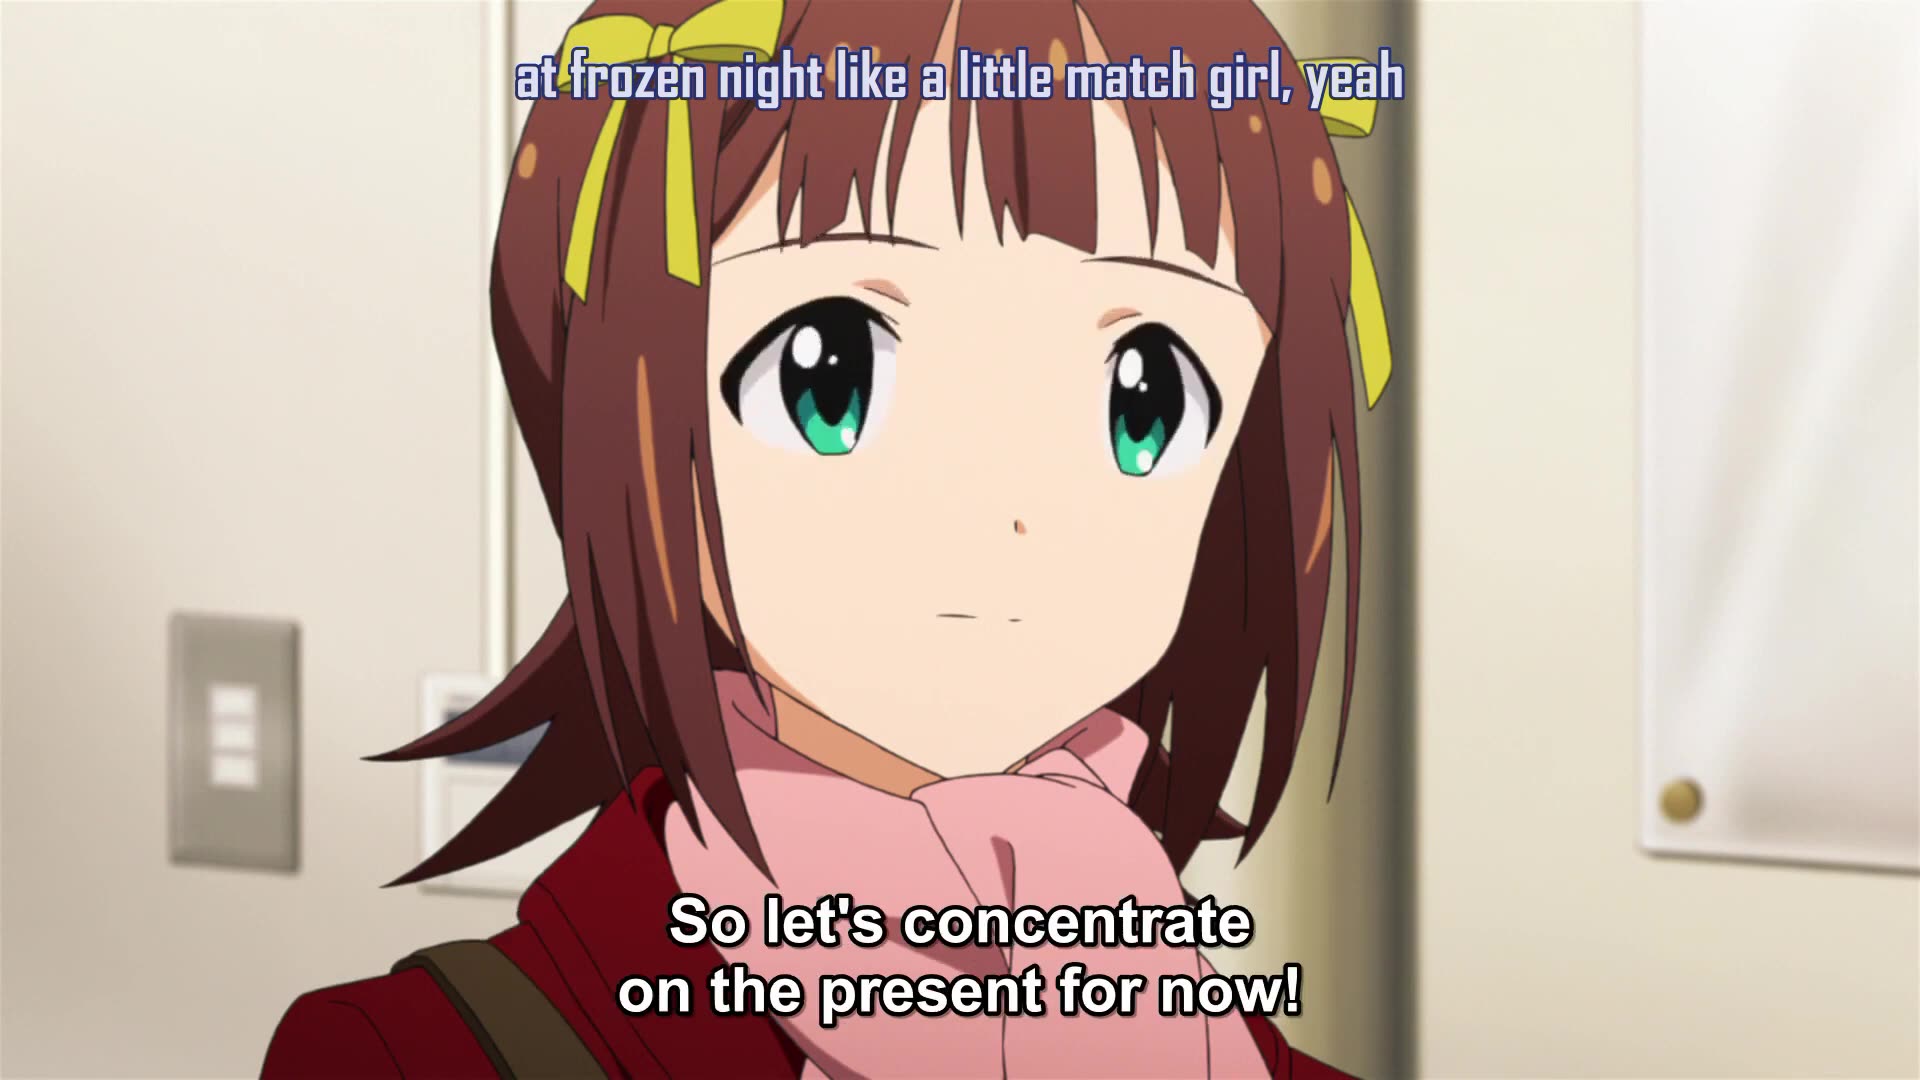 at frozen night like a little match girl, yeah
So let's concentrate
on the present for now!